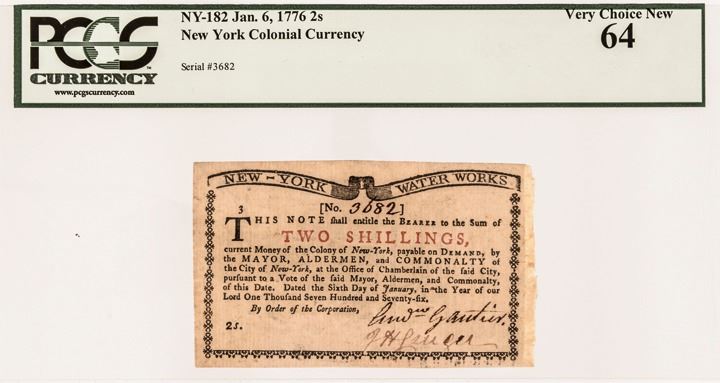 PCGS
CURRENCY
www.pcgscurrency.com
NY-182 Jan. 6, 1776 2s
New York Colonial Currency
Serial #3682
Very Choice New
64
NEW-YORK WATER WORKS
[No. 3682]
3
THIS NOTE shall entitle the BEARER to the Sum of
TWO SHILLINGS,
current Money of the Colony of New-York, payable on DEMAND, by
the MAYOR, ALDERMEN, and COMMONALTY of
the City of New-York, at the Office of Chamberlain of the said City,
pursuant to a Vote of the said Mayor, Aldermen, and Commonalty,
of this Date. Dated the Sixth Day of January, in the Year of our
Lord One Thousand Seven Hundred and Seventy-six.
By Order of the Corporation,
2s.
And.w Gautier